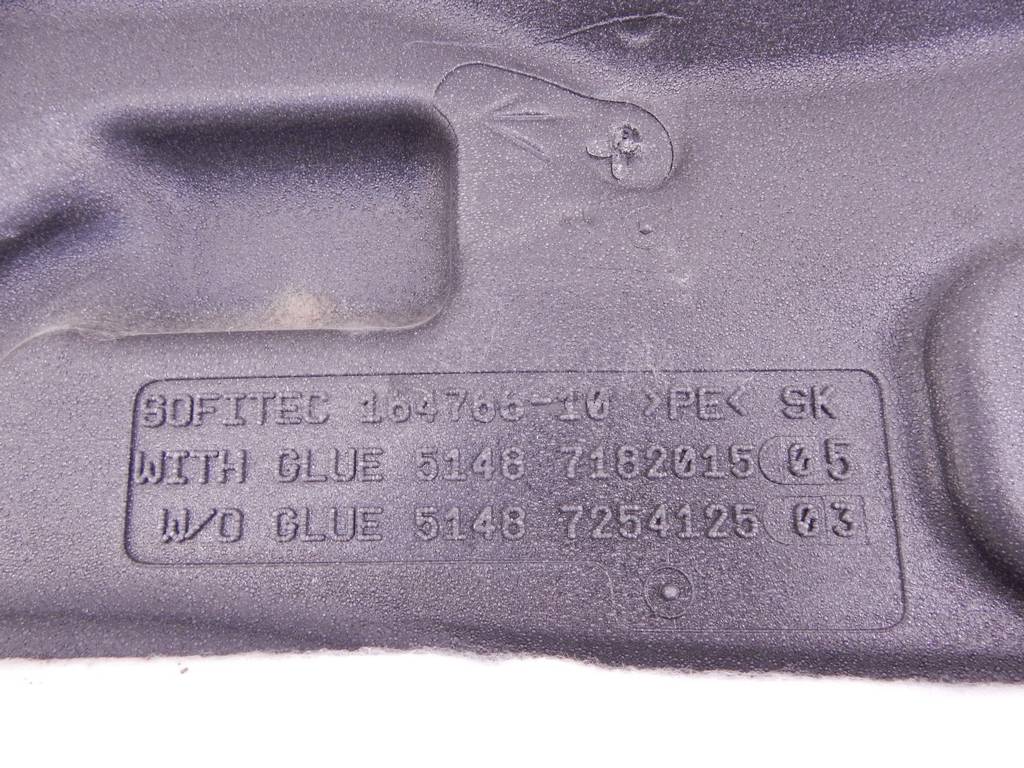 SOFITEC 164766-10 >PE< SK
WITH GLUE 5148 7182015 05
W/O GLUE 5148 7254125 03